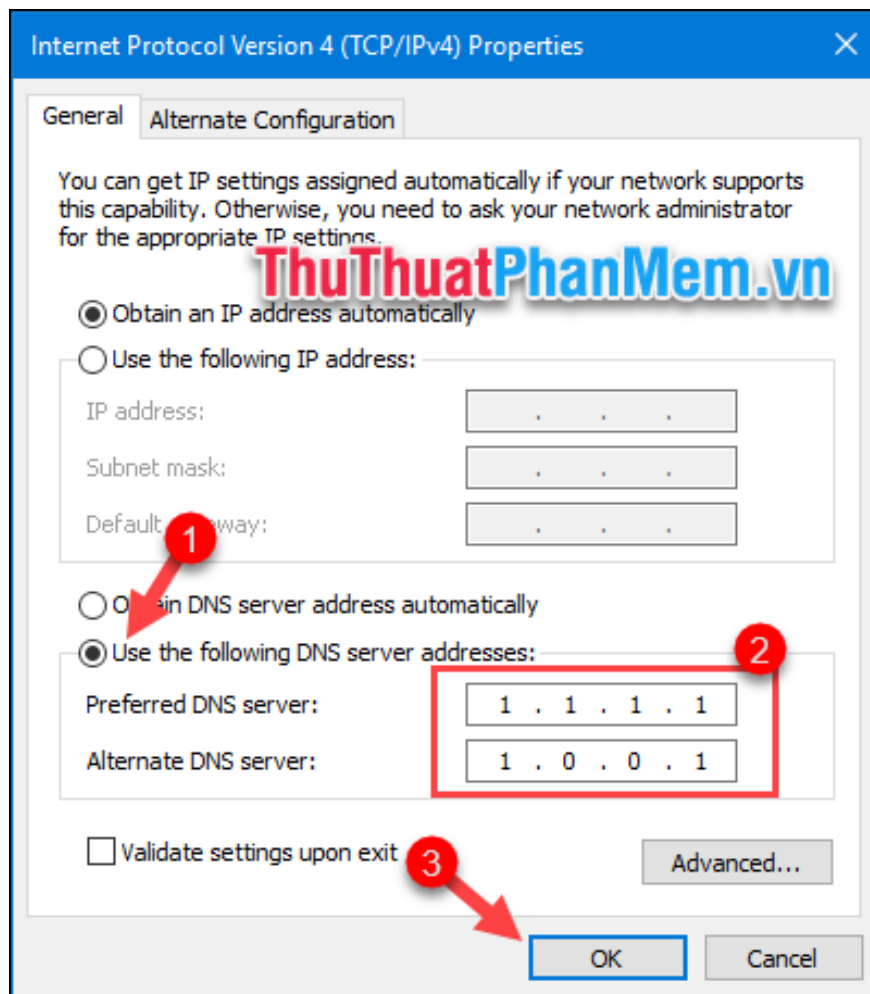 Internet Protocol Version 4 (TCP/IPv4) Properties
General
Alternate Configuration
You can get IP settings assigned automatically if your network supports
this capability. Otherwise, you need to ask your network administrator
for the appropriate IP settings.
ThuThuatPhanMem.vn
Obtain an IP address automatically
Use the following IP address:
IP address: . . .
Subnet mask: . . .
Default gateway: . . .
1
Obtain DNS server address automatically
Use the following DNS server addresses:
2
Preferred DNS server: 1 . 1 . 1 . 1
Alternate DNS server: 1 . 0 . 0 . 1
Validate settings upon exit
3
Advanced...
OK
Cancel